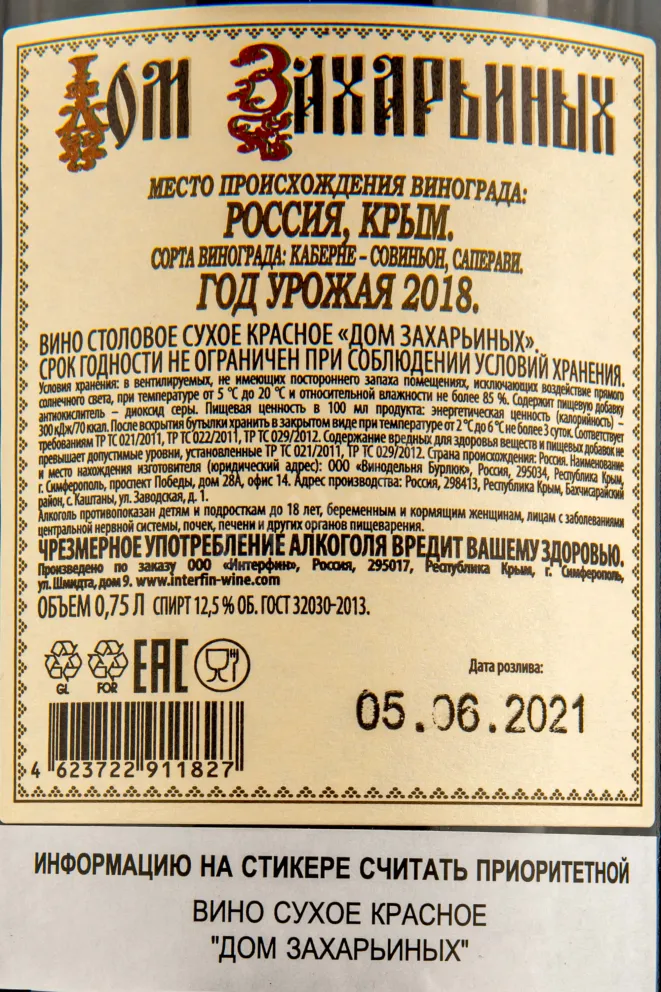 Дом Захарьиных
МЕСТО ПРОИСХОЖДЕНИЯ ВИНОГРАДА:
РОССИЯ, КРЫМ.
СОРТА ВИНОГРАДА: КАБЕРНЕ – СОВИНЬОН, САПЕРАВИ.
ГОД УРОЖАЯ 2018.
ВИНО СТОЛОВОЕ СУХОЕ КРАСНОЕ «ДОМ ЗАХАРЬИНЫХ».
СРОК ГОДНОСТИ НЕ ОГРАНИЧЕН ПРИ СОБЛЮДЕНИИ УСЛОВИЙ ХРАНЕНИЯ.
Условия хранения: в вентилируемых, не имеющих постороннего запаха помещениях, исключающих воздействие прямого
солнечного света, при температуре от 5 °С до 20 °С и относительной влажности не более 85 %. Содержит пищевую добавку
антиокислитель – диоксид серы. Пищевая ценность в 100 мл продукта: энергетическая ценность (калорийность) –
300 кДж/70 ккал. После вскрытия бутылки хранить в закрытом виде при температуре от 2 °С до 6 °С не более 3 суток. Соответствует
требованиям ТР ТС 021/2011, ТР ТС 022/2011, ТР ТС 029/2012. Содержание вредных для здоровья веществ и пищевых добавок не
превышает допустимые уровни, установленные ТР ТС 021/2011, ТР ТС 029/2012. Страна происхождения: Россия. Наименование
и место нахождения изготовителя (юридический адрес): ООО «Винодельня Бурлюк», Россия, 295034, Республика Крым,
г. Симферополь, проспект Победы, дом 28А, офис 14. Адрес производства: Россия, 298413, Республика Крым, Бахчисарайский
район, с. Каштаны, ул. Заводская, д. 1.
Алкоголь противопоказан детям и подросткам до 18 лет, беременным и кормящим женщинам, лицам с заболеваниями
центральной нервной системы, почек, печени и других органов пищеварения.
ЧРЕЗМЕРНОЕ УПОТРЕБЛЕНИЕ АЛКОГОЛЯ ВРЕДИТ ВАШЕМУ ЗДОРОВЬЮ.
Произведено по заказу ООО «Интерфин», Россия, 295017, Республика Крым, г. Симферополь,
ул. Шмидта, дом 9. www.interfin-wine.com
ОБЪЕМ 0,75 Л СПИРТ 12,5 % ОБ. ГОСТ 32030-2013.
GL FOR EAC
Дата розлива:
05.06.2021
4 623722 911827
ИНФОРМАЦИЮ НА СТИКЕРЕ СЧИТАТЬ ПРИОРИТЕТНОЙ
ВИНО СУХОЕ КРАСНОЕ
"ДОМ ЗАХАРЬИНЫХ"